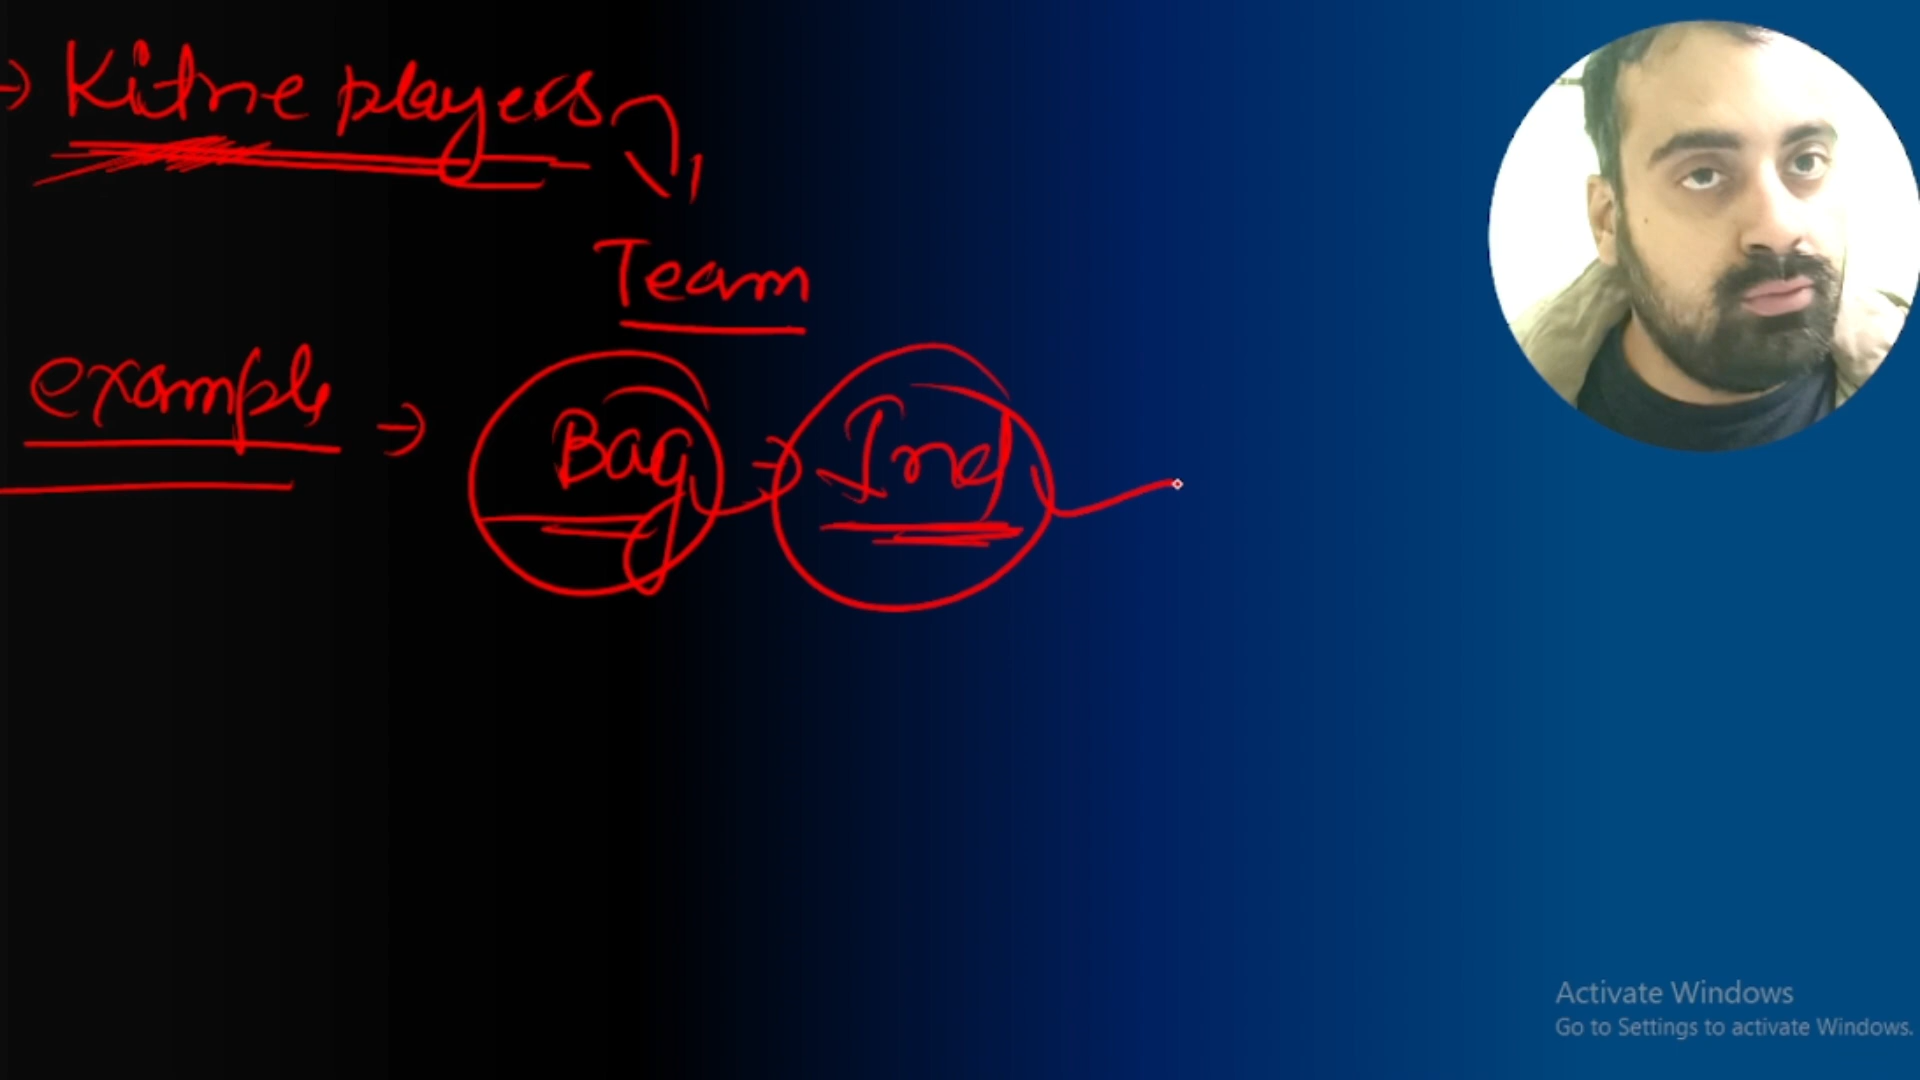 → Kitne players
Team
example → Bag → Ind
Activate Windows
Go to Settings to activate Windows.